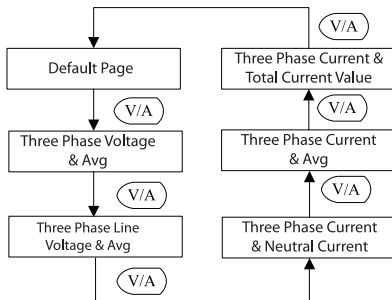 V/A
Default Page
V/A
Three Phase Voltage
& Avg
V/A
Three Phase Line
Voltage & Avg
V/A
Three Phase Current
& Neutral Current
V/A
Three Phase Current
& Avg
V/A
Three Phase Current &
Total Current Value